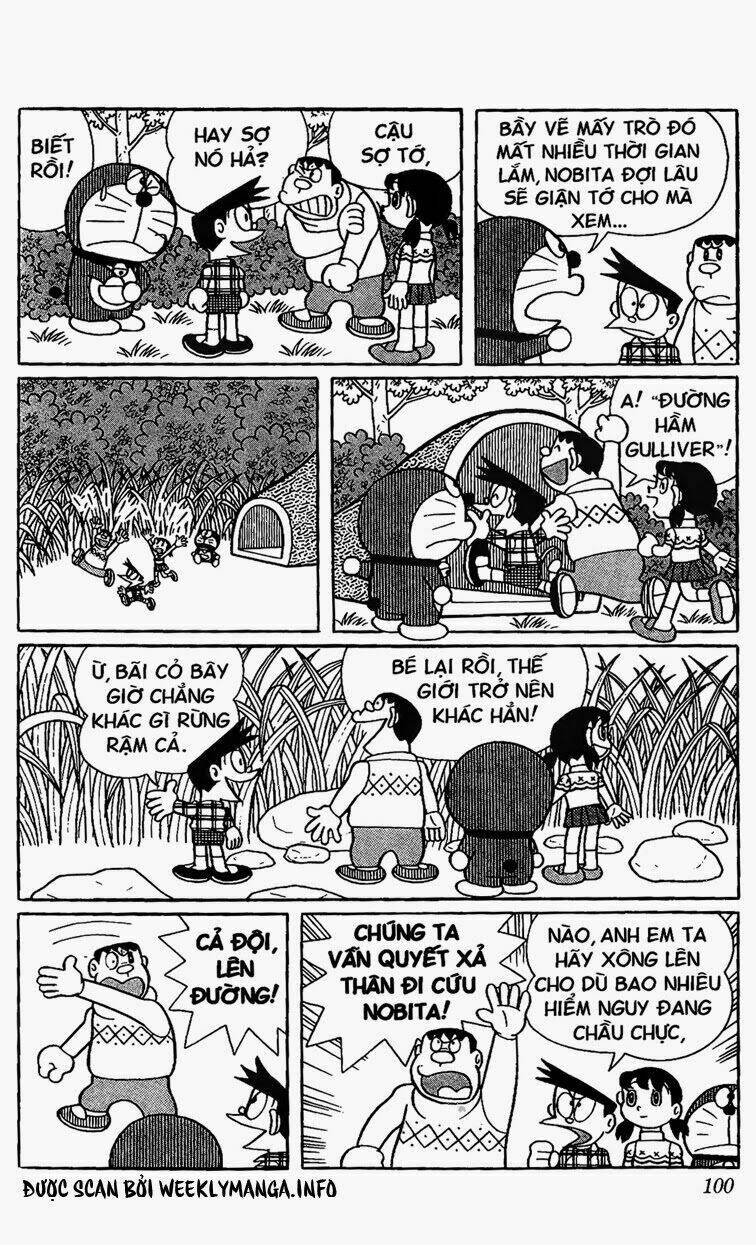 BẦY VẼ MẤY TRÒ ĐÓ
MẤT NHIỀU THỜI GIAN
LẮM, NOBITA ĐỢI LÂU
SẼ GIẬN TỚ CHO MÀ
XEM...
CẬU
SỢ TỚ,
HAY SỢ
NÓ HẢ?
BIẾT
RỒI!
A! "ĐƯỜNG
HẦM
GULLIVER"!
BÉ LẠI RỒI, THẾ
GIỚI TRỞ NÊN
KHÁC HẲN!
Ừ, BÃI CỎ BÂY
GIỜ CHẲNG
KHÁC GÌ RỪNG
RẬM CẢ.
NÀO, ANH EM TA
HÃY XÔNG LÊN
CHO DÙ BAO NHIÊU
HIỂM NGUY ĐANG
CHẦU CHỰC,
CHÚNG TA
VẪN QUYẾT XẢ
THÂN ĐI CỨU
NOBITA!
CẢ ĐỘI,
LÊN
ĐƯỜNG!
ĐƯỢC SCAN BỞI WEEKLYMANGA.INFO
100